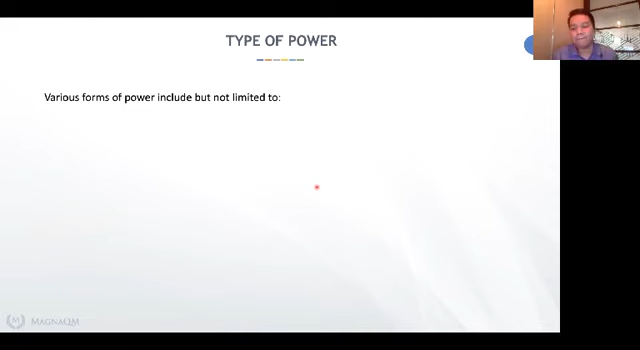 TYPE OF POWER
Various forms of power include but not limited to:
MAGNAQM